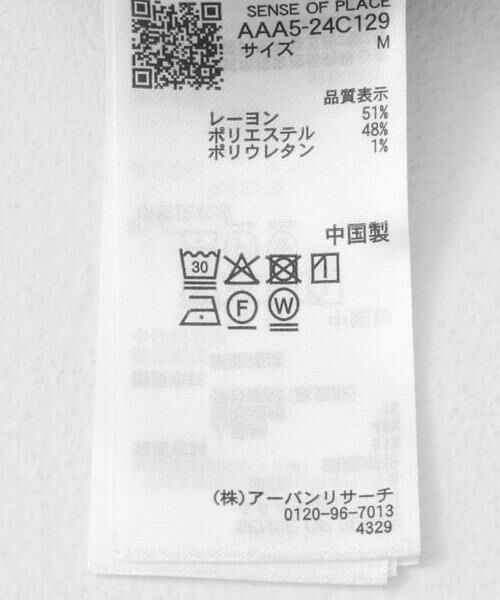 SENSE OF PLACE
AAA5-24C129
サイズ M
品質表示
レーヨン 51%
ポリエステル 48%
ポリウレタン 1%
中国製
30
F W
(株)アーバンリサーチ
0120-96-7013
4329